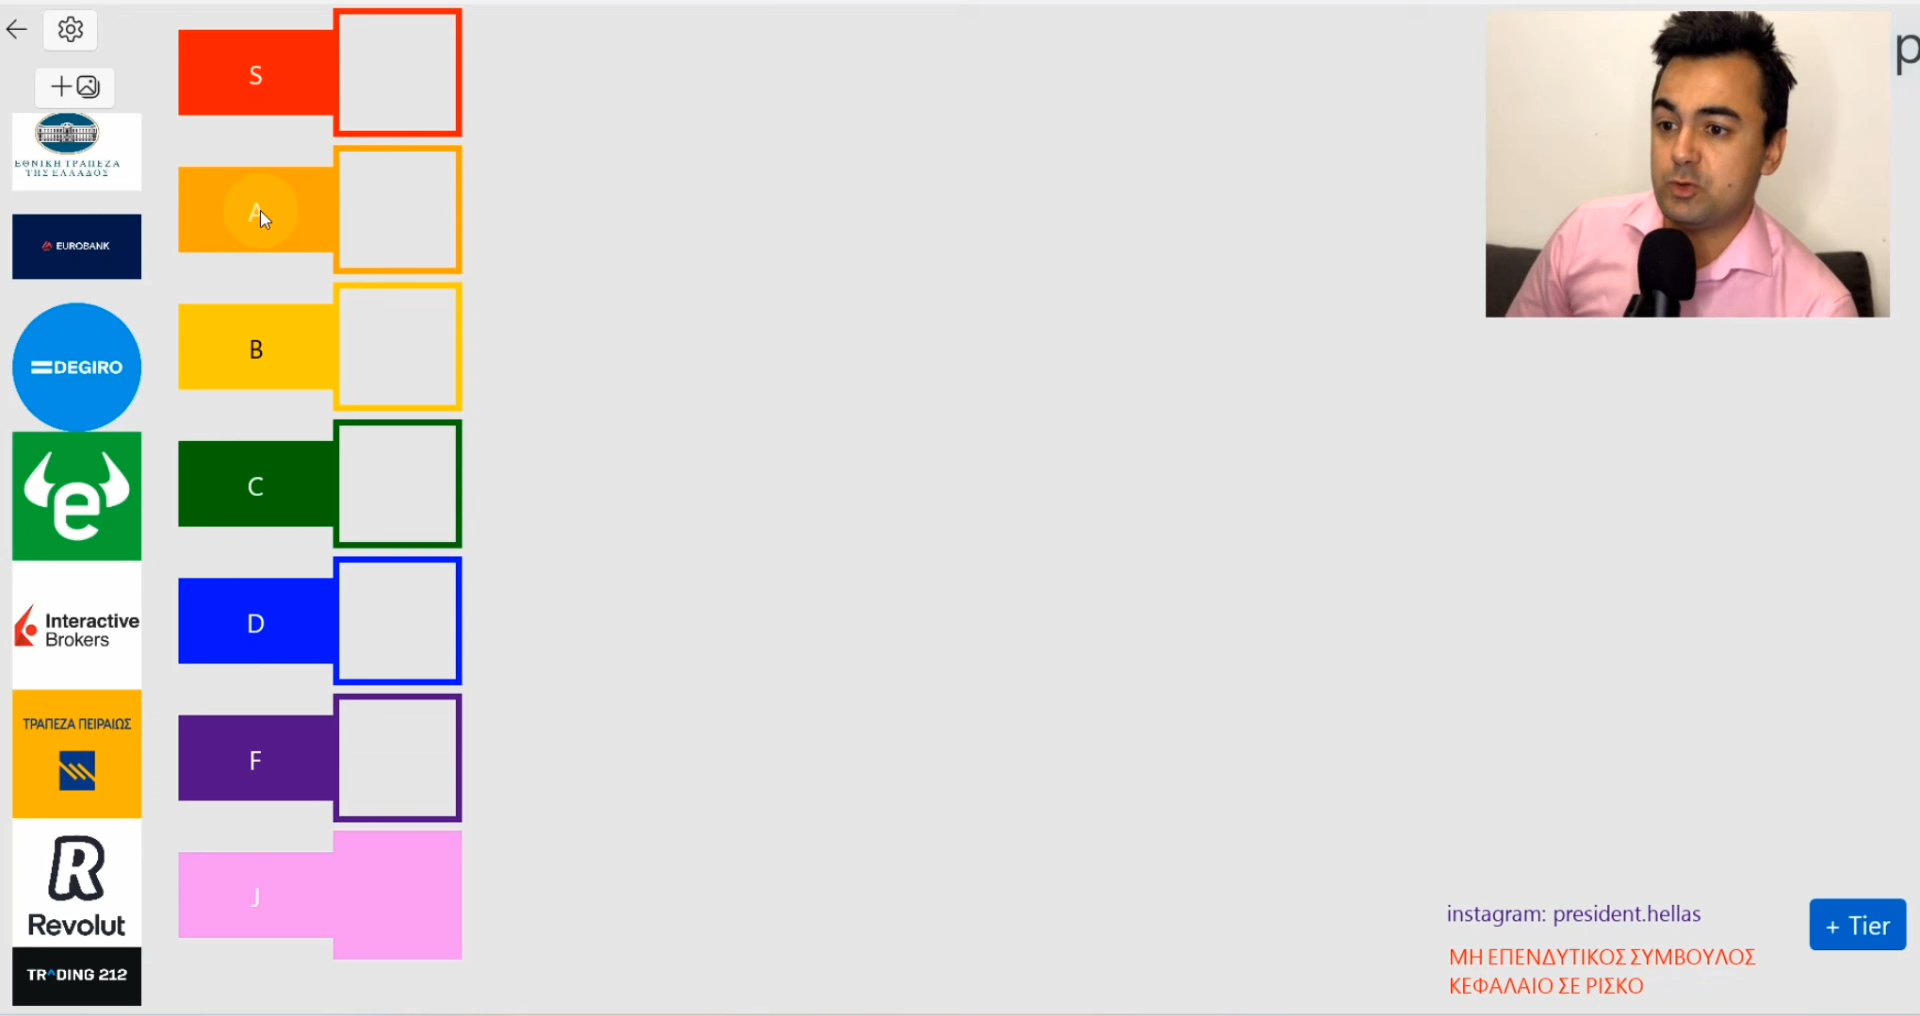 p
S
ΕΘΝΙΚΗ ΤΡΑΠΕΖΑ
ΤΗΣ ΕΛΛΑΔΟΣ
A
EUROBANK
B
DEGIRO
C
e
D
Interactive
Brokers
ΤΡΑΠΕΖΑ ΠΕΙΡΑΙΩΣ
F
R
Revolut
J
TRADING 212
instagram: president.hellas
+ Tier
ΜΗ ΕΠΕΝΔΥΤΙΚΟΣ ΣΥΜΒΟΥΛΟΣ
ΚΕΦΑΛΑΙΟ ΣΕ ΡΙΣΚΟ